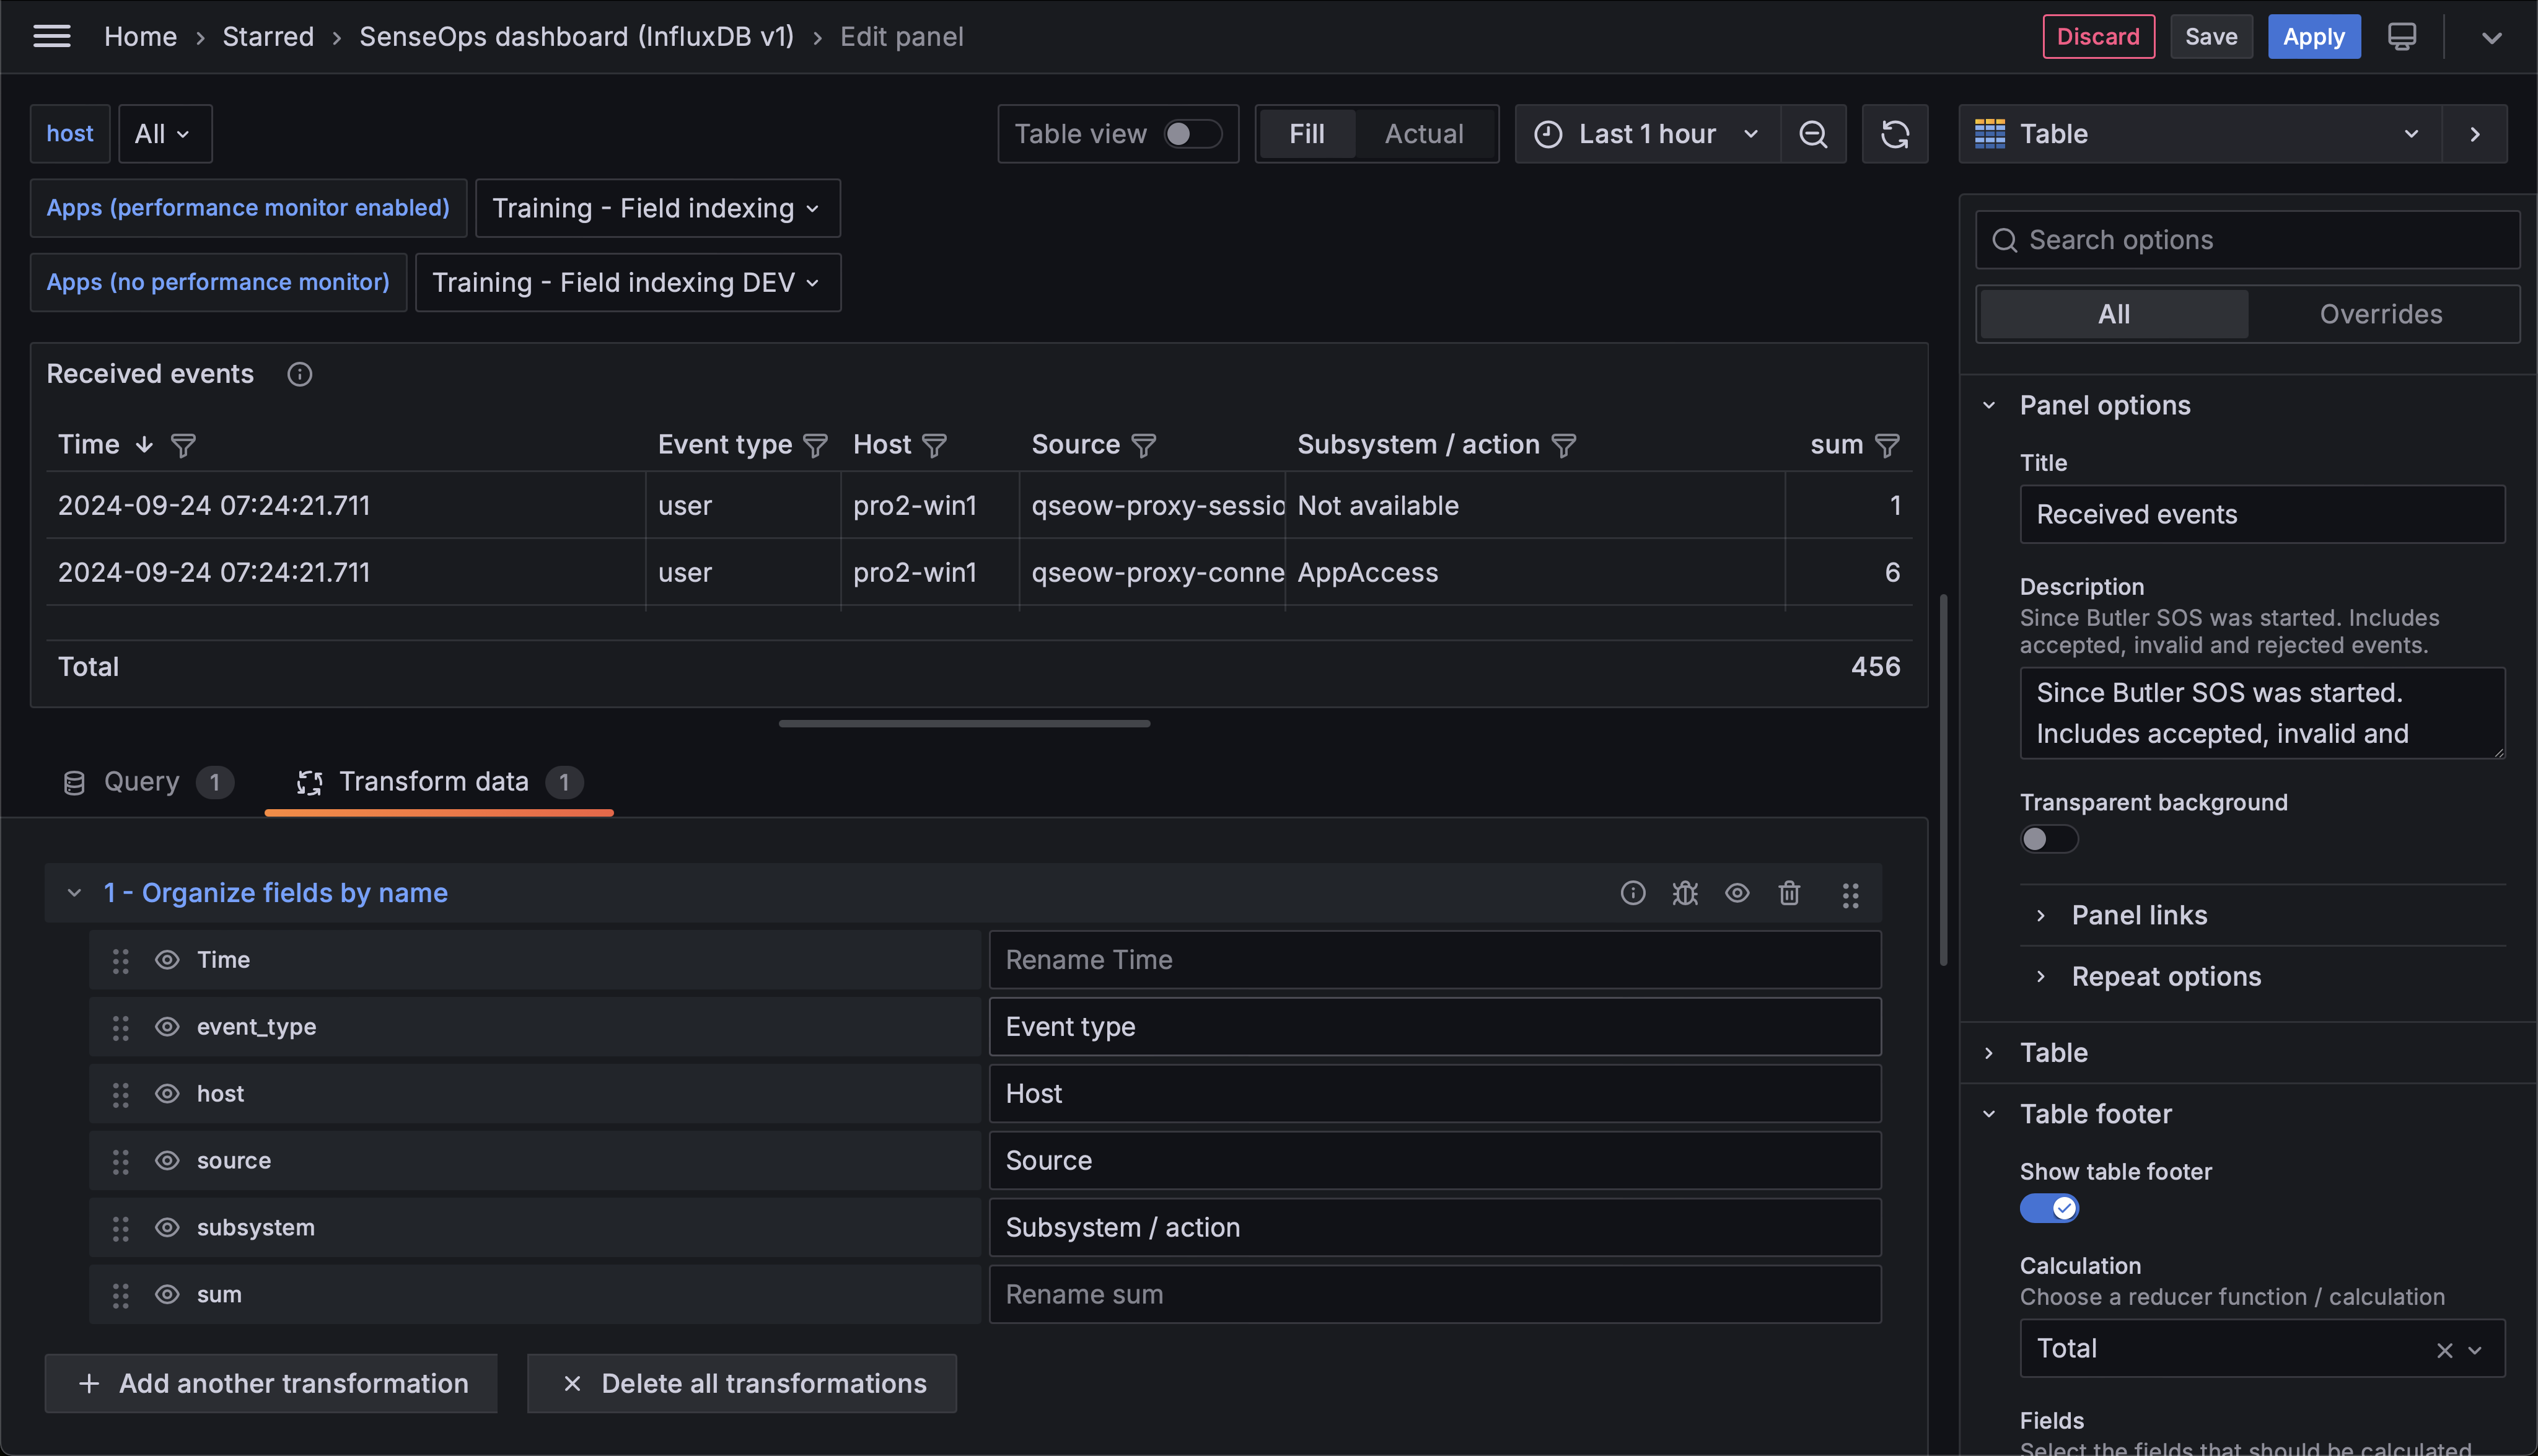 Home › Starred › SenseOps dashboard (InfluxDB v1) › Edit panel
Discard Save Apply
host All
Table view Fill Actual Last 1 hour
Table
Apps (performance monitor enabled) Training - Field indexing
Apps (no performance monitor) Training - Field indexing DEV
Received events
Time Event type Host Source Subsystem / action sum
2024-09-24 07:24:21.711 user pro2-win1 qseow-proxy-sessio Not available 1
2024-09-24 07:24:21.711 user pro2-win1 qseow-proxy-conne AppAccess 6
Total 456
Query 1 Transform data 1
1 - Organize fields by name
Time Rename Time
event_type Event type
host Host
source Source
subsystem Subsystem / action
sum Rename sum
Add another transformation Delete all transformations
Search options
All Overrides
Panel options
Title
Received events
Description
Since Butler SOS was started. Includes
accepted, invalid and rejected events.
Since Butler SOS was started.
Includes accepted, invalid and
Transparent background
Panel links
Repeat options
Table
Table footer
Show table footer
Calculation
Choose a reducer function / calculation
Total
Fields
Select the fields that should be calculated